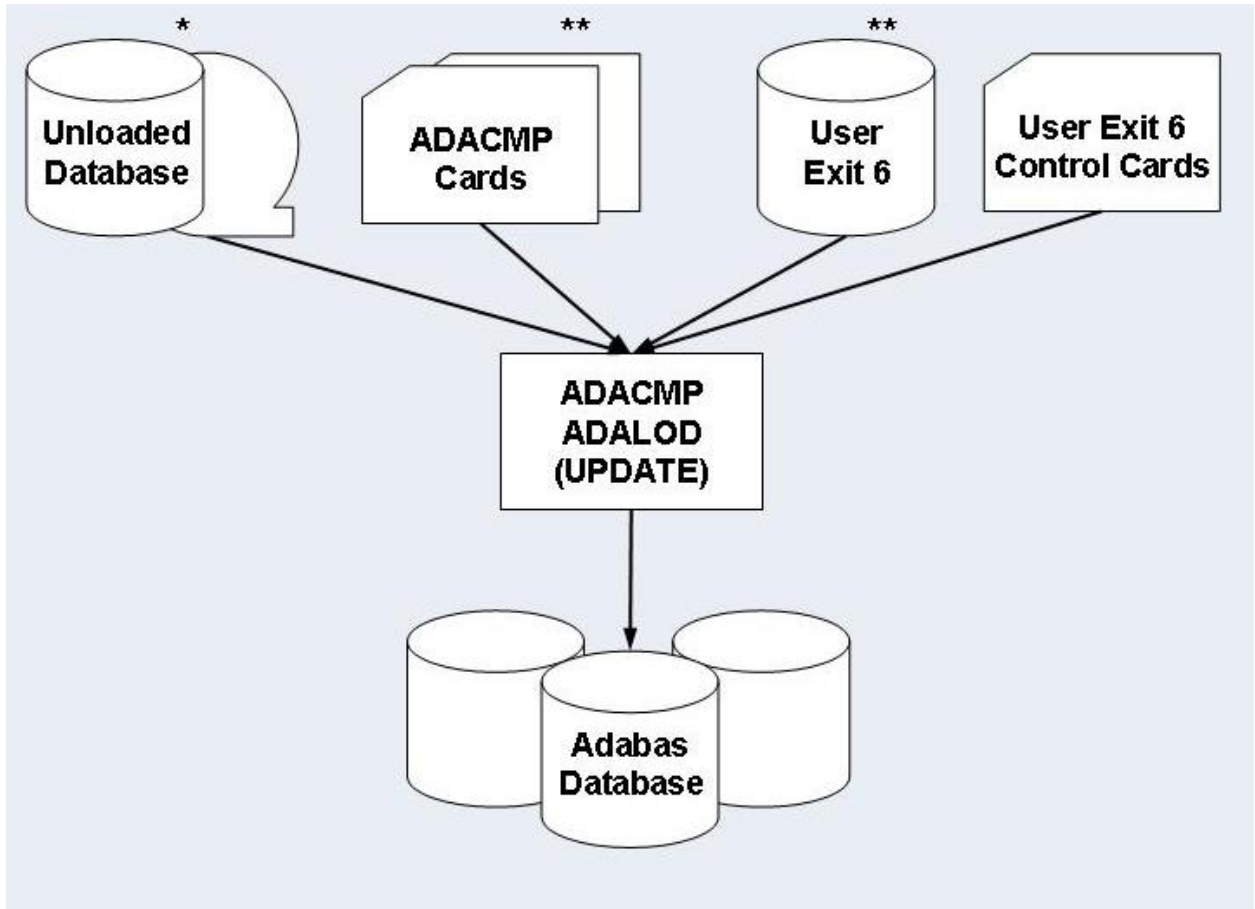 *
**
**
Unloaded
Database
ADACMP
Cards
User
Exit 6
User Exit 6
Control Cards
ADACMP
ADALOD
(UPDATE)
Adabas
Database